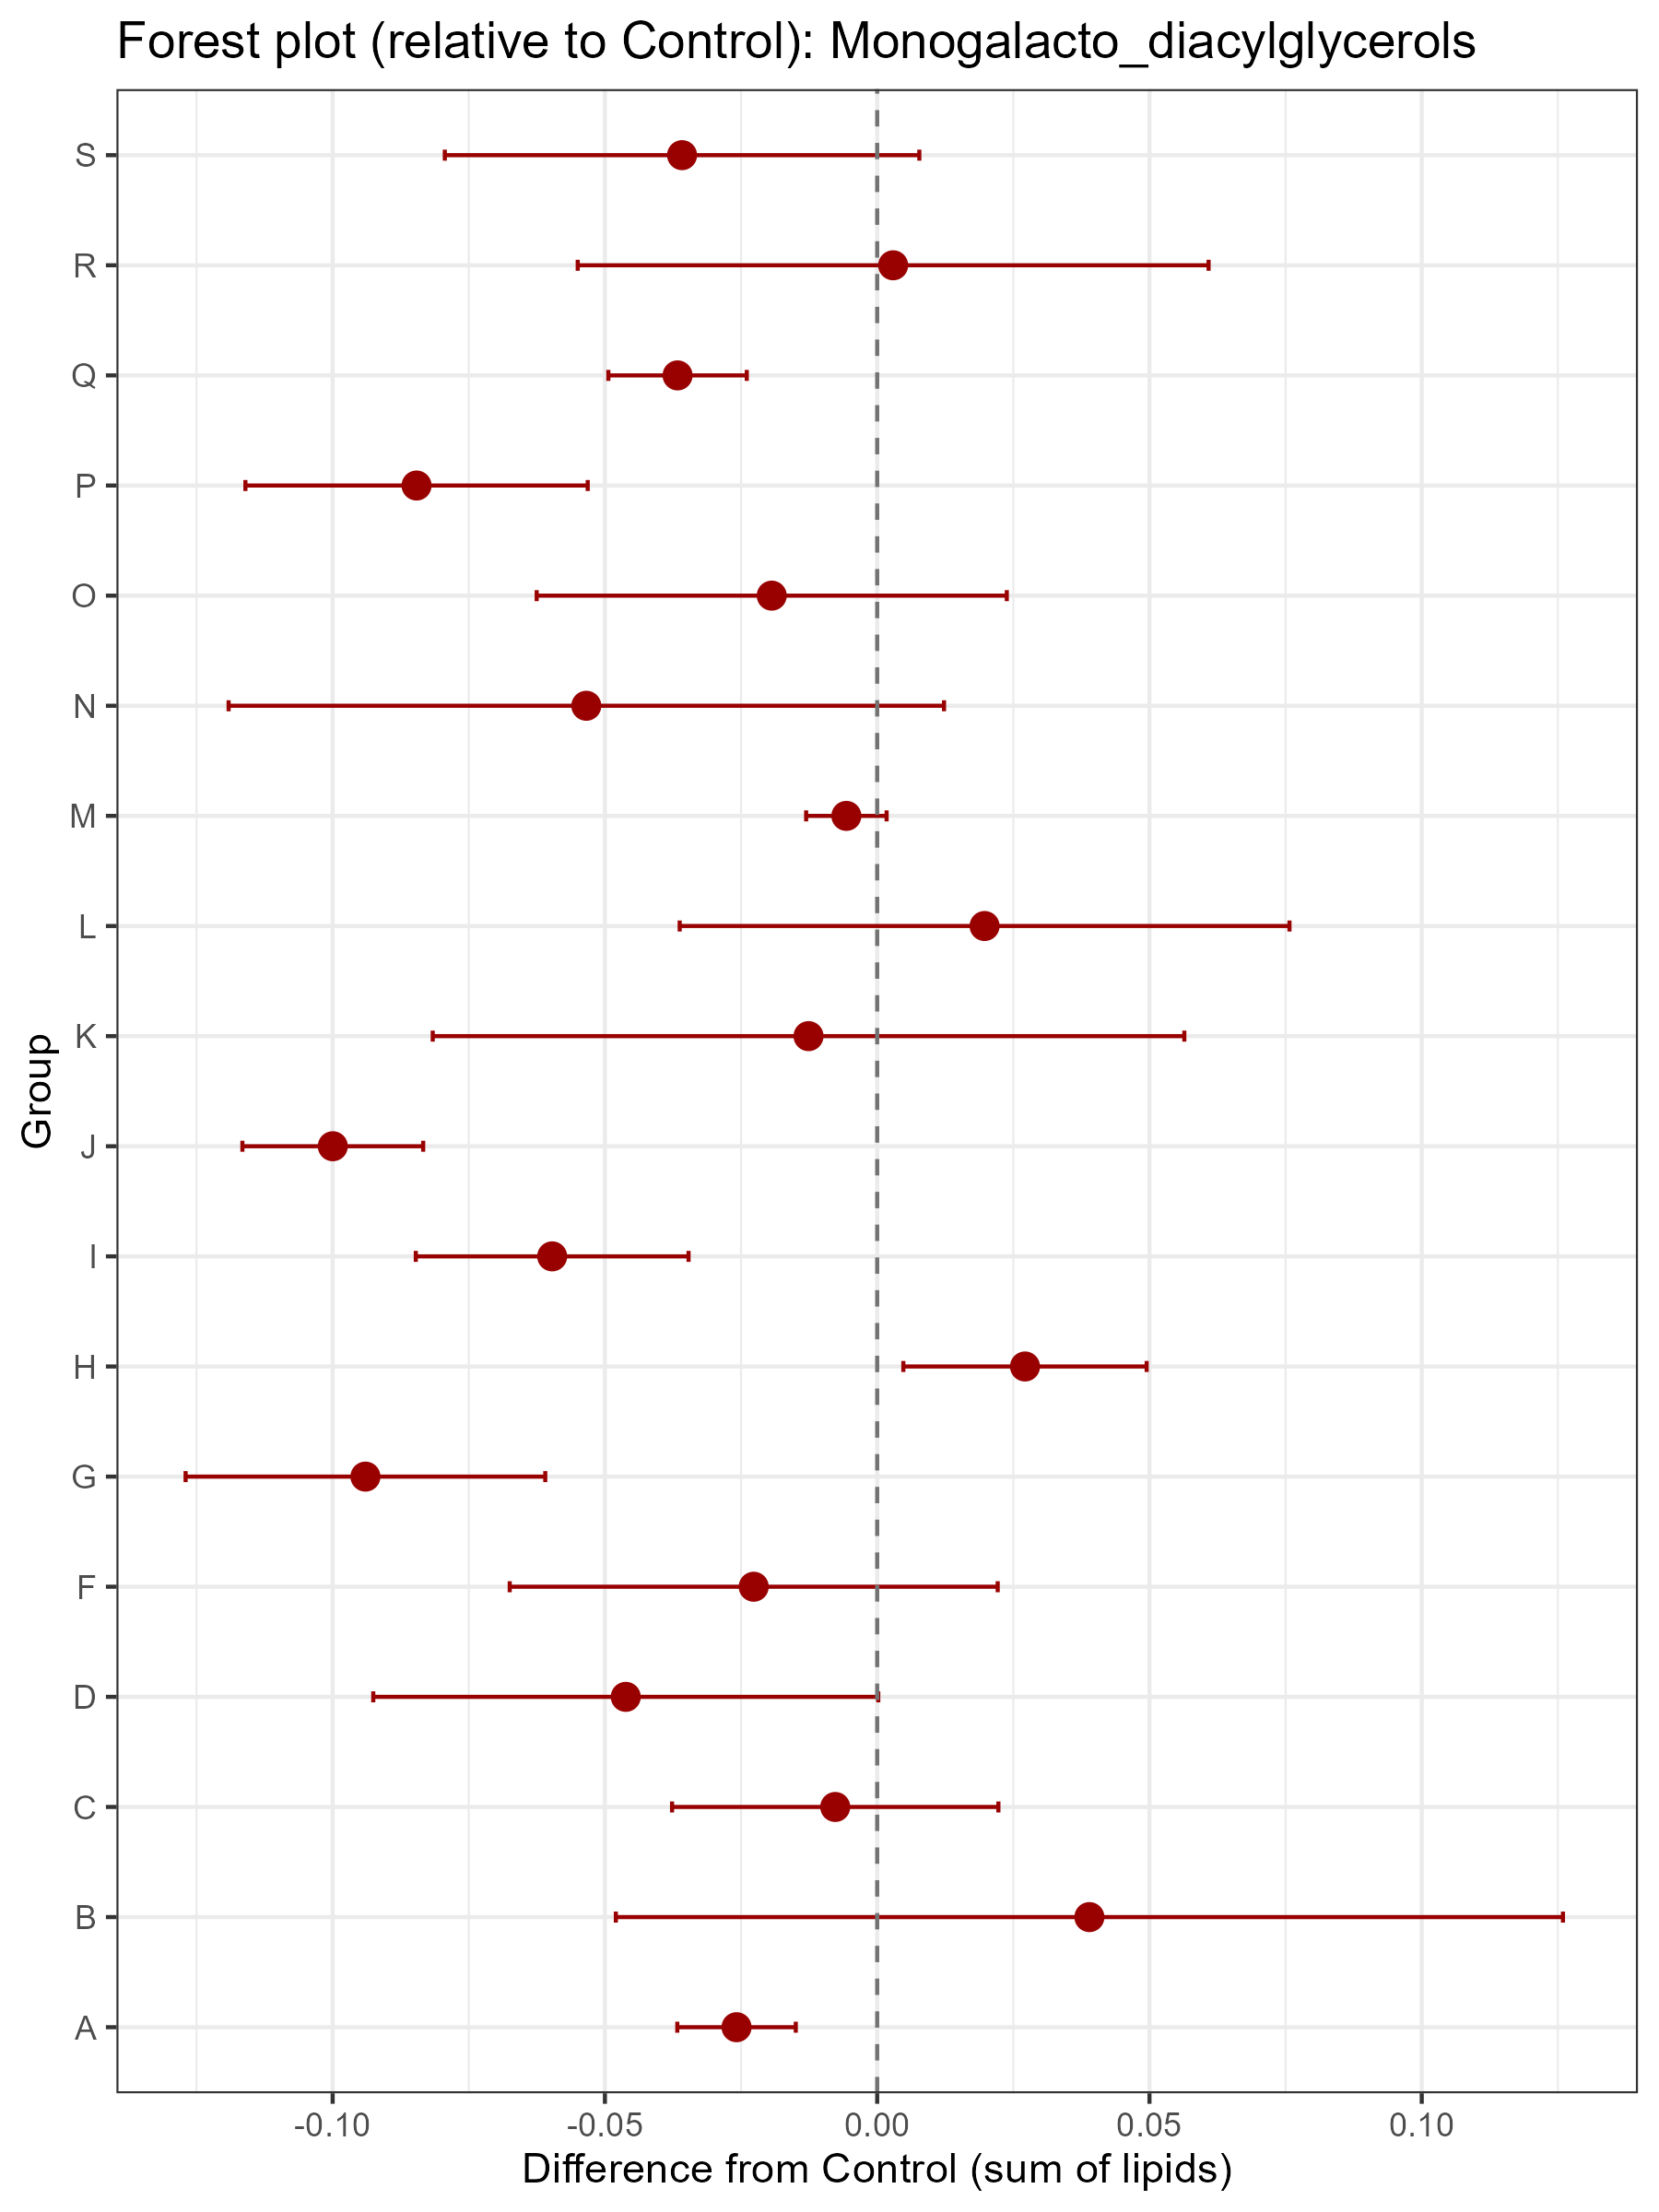 Forest plot (relative to Control): Monogalacto_diacylglycerols
Group
S
R
Q
P
O
N
M
L
K
J
I
H
G
F
D
C
B
A
-0.10 -0.05 0.00 0.05 0.10
Difference from Control (sum of lipids)